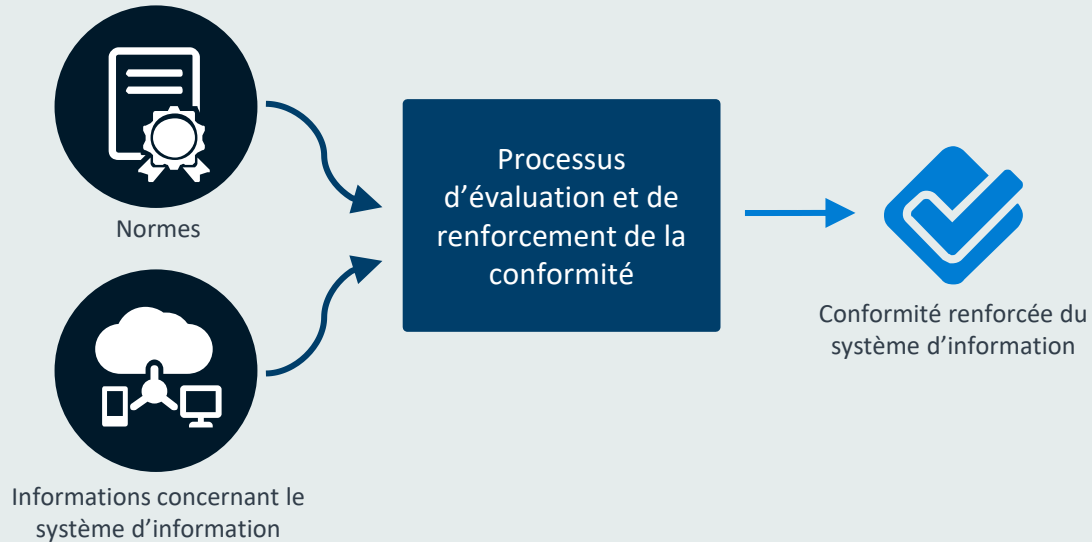 Normes
Informations concernant le
système d’information
Processus
d’évaluation et de
renforcement de la
conformité
Conformité renforcée du
système d’information